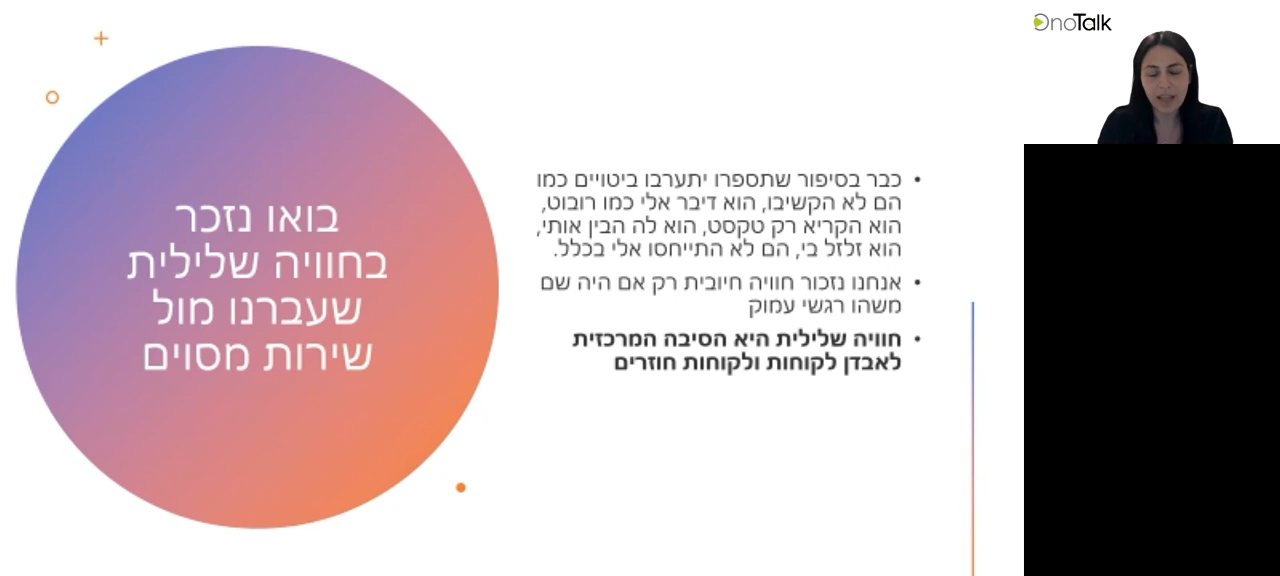 בואו נזכר
בחוויה שלילית
שעברנו מול
שירות מסוים
• כבר בסיפור שתספרו יתערבו ביטויים כמו
הם לא הקשיבו, הוא דיבר אלי כמו רובוט,
הוא הקריא רק טקסט, הוא לה הבין אותי,
הוא זלזל בי, הם לא התייחסו אלי בכלל.
• אנחנו נזכור חוויה חיובית רק אם היה שם
משהו רגשי עמוק
• חוויה שלילית היא הסיבה המרכזית
לאבדן לקוחות ולקוחות חוזרים
OnoTalk